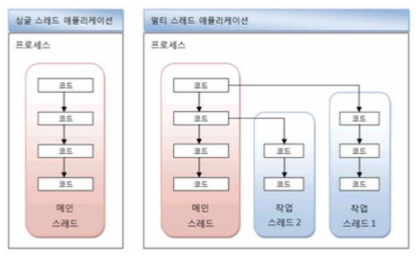 싱글 스레드 애플리케이션
프로세스
코드
코드
코드
코드
메인
스레드
멀티 스레드 애플리케이션
프로세스
코드
코드
코드
코드
메인
스레드
코드
코드
작업
스레드 2
코드
코드
코드
작업
스레드 1